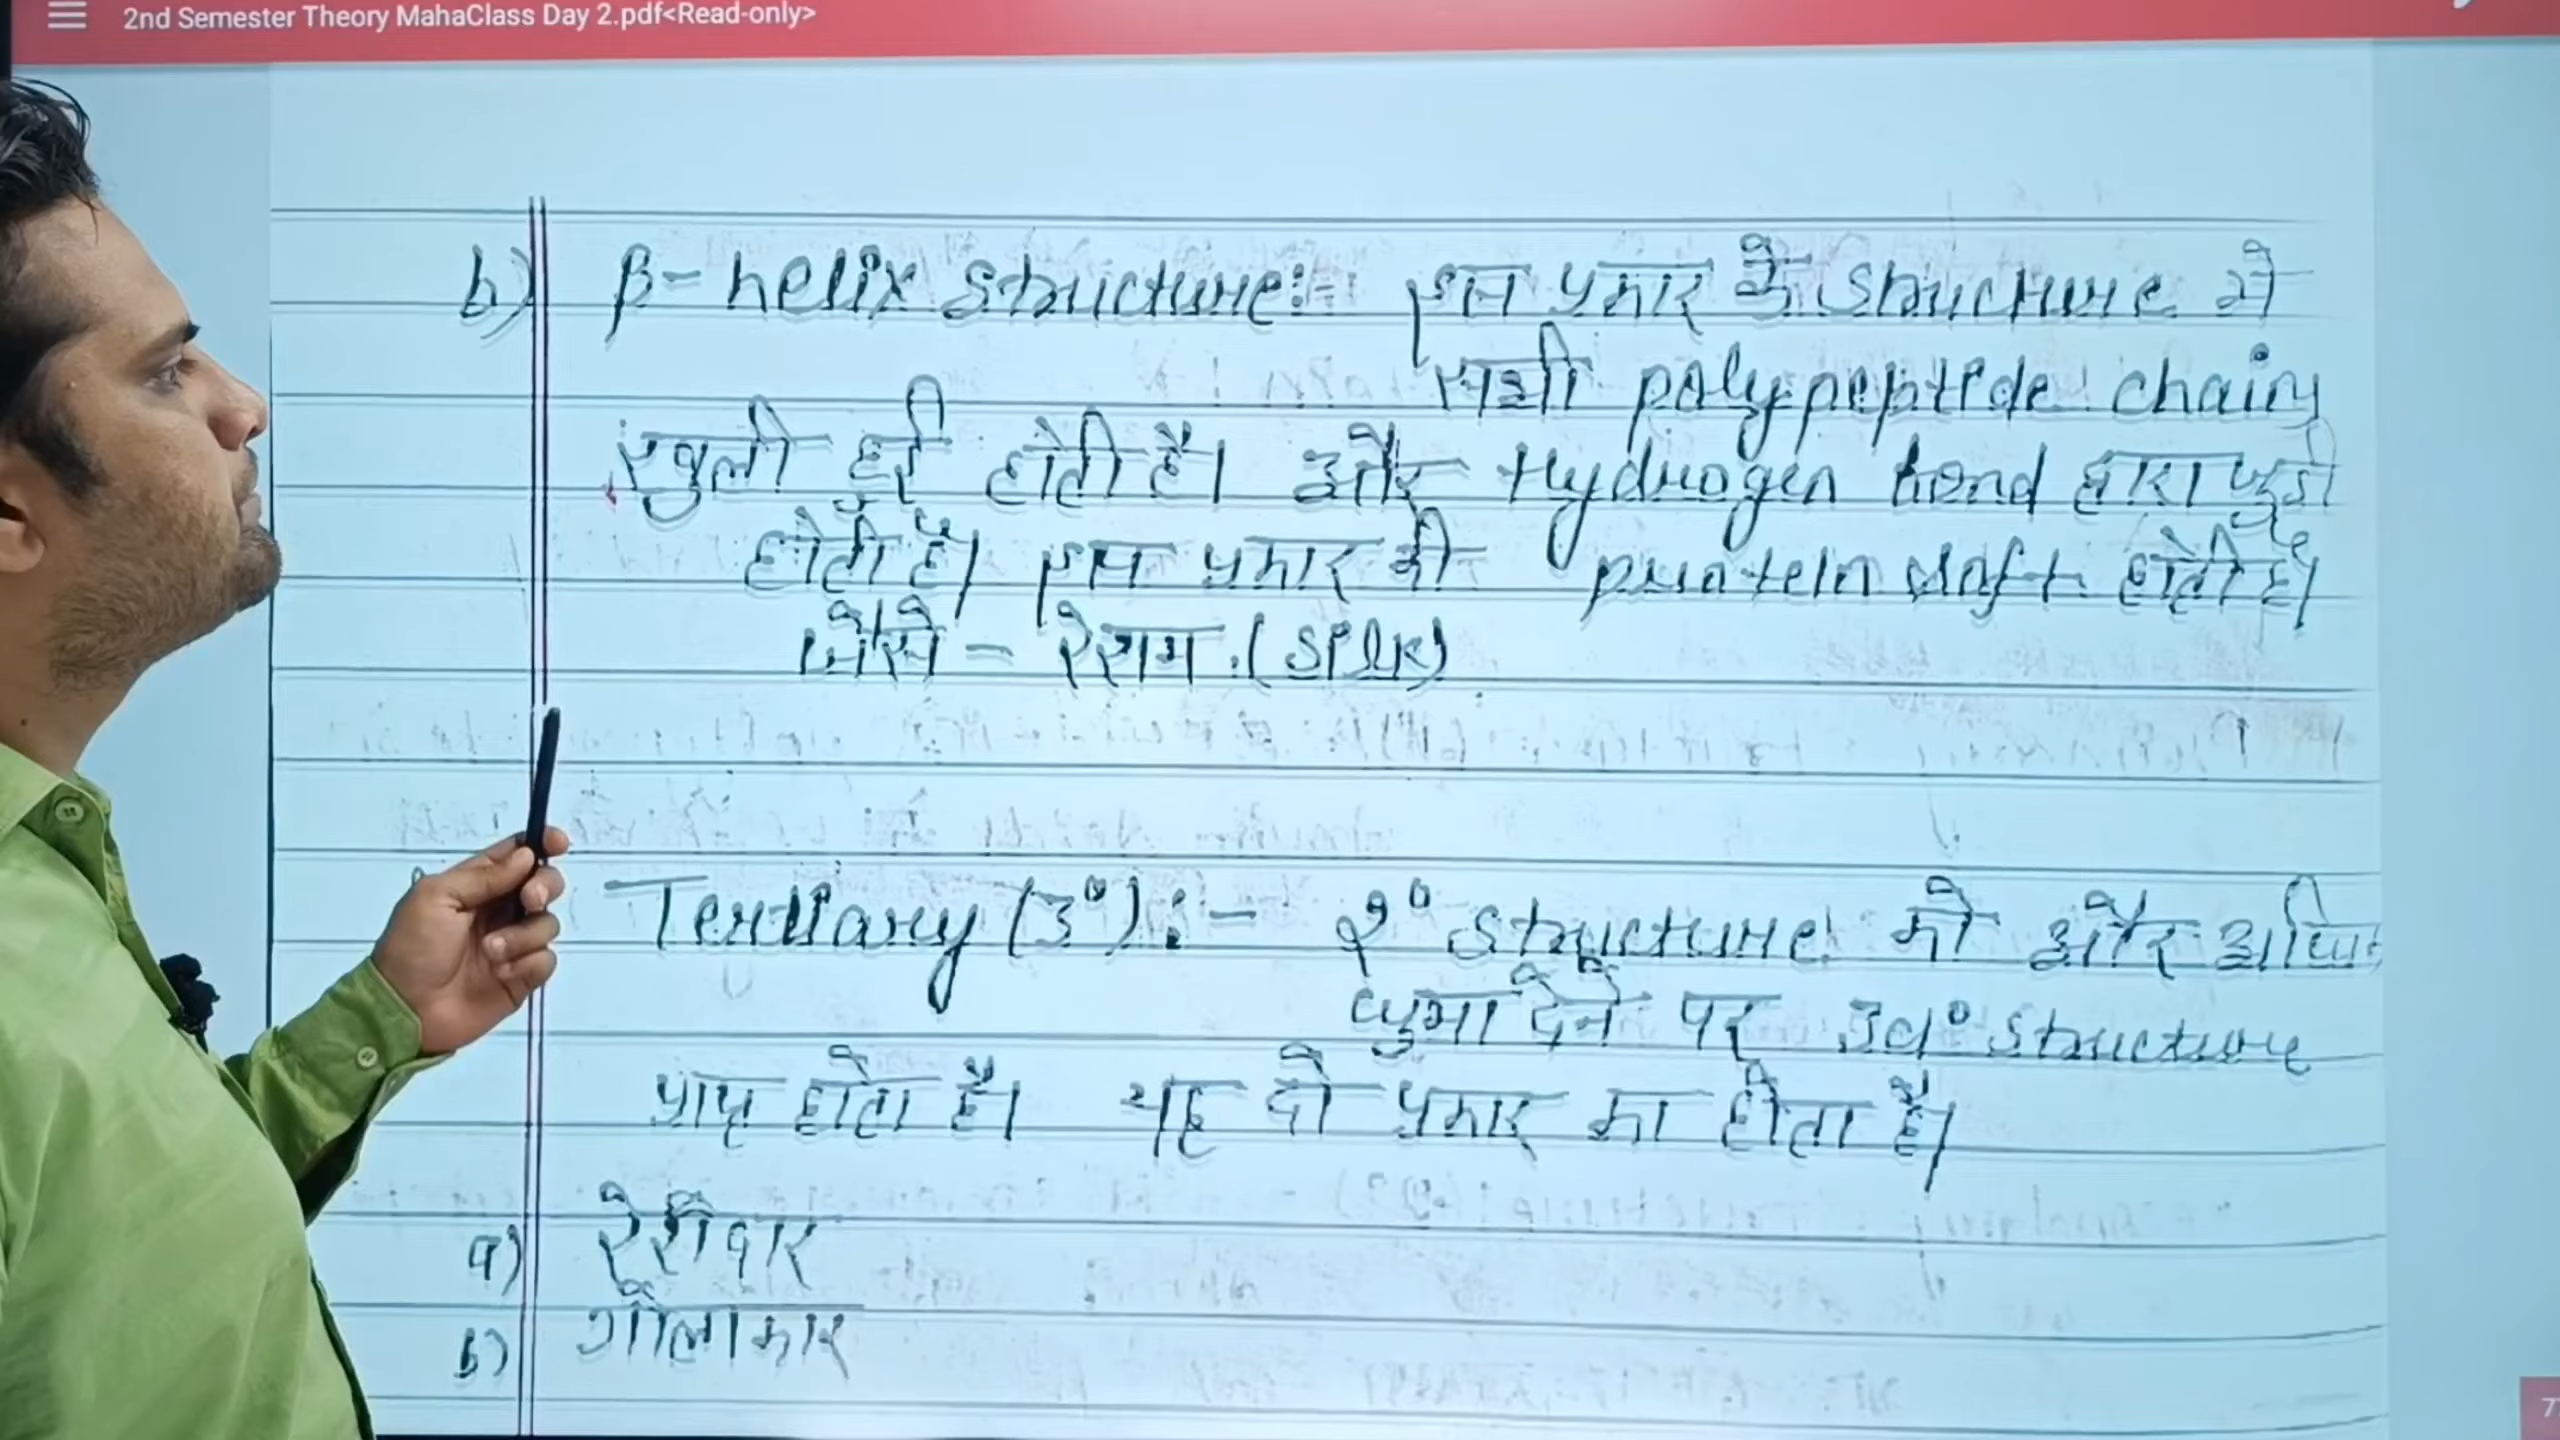 2nd Semester Theory MahaClass Day 2.pdf<Read-only>
b) β-helix structure:- इस प्रकार के structure में
सभी polypeptide chain
खुली हुई होती हैं। और Hydrogen bond द्वारा जुड़ी
होती हैं। इस प्रकार की protein soft होती हैं
जैसे - रेशम (silk)
Tertiary (3°):- 2° structure को और अधिक
घुमा देने पर 3d° structure
प्राप्त होता हैं। यह दो प्रकार का होता हैं।
a) रेशेदार
b) गोलाकार